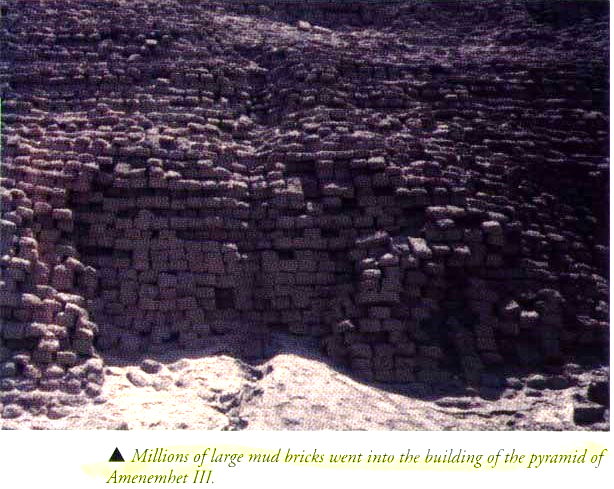 ▲ Millions of large mud bricks went into the building of the pyramid of
Amenemhet III.